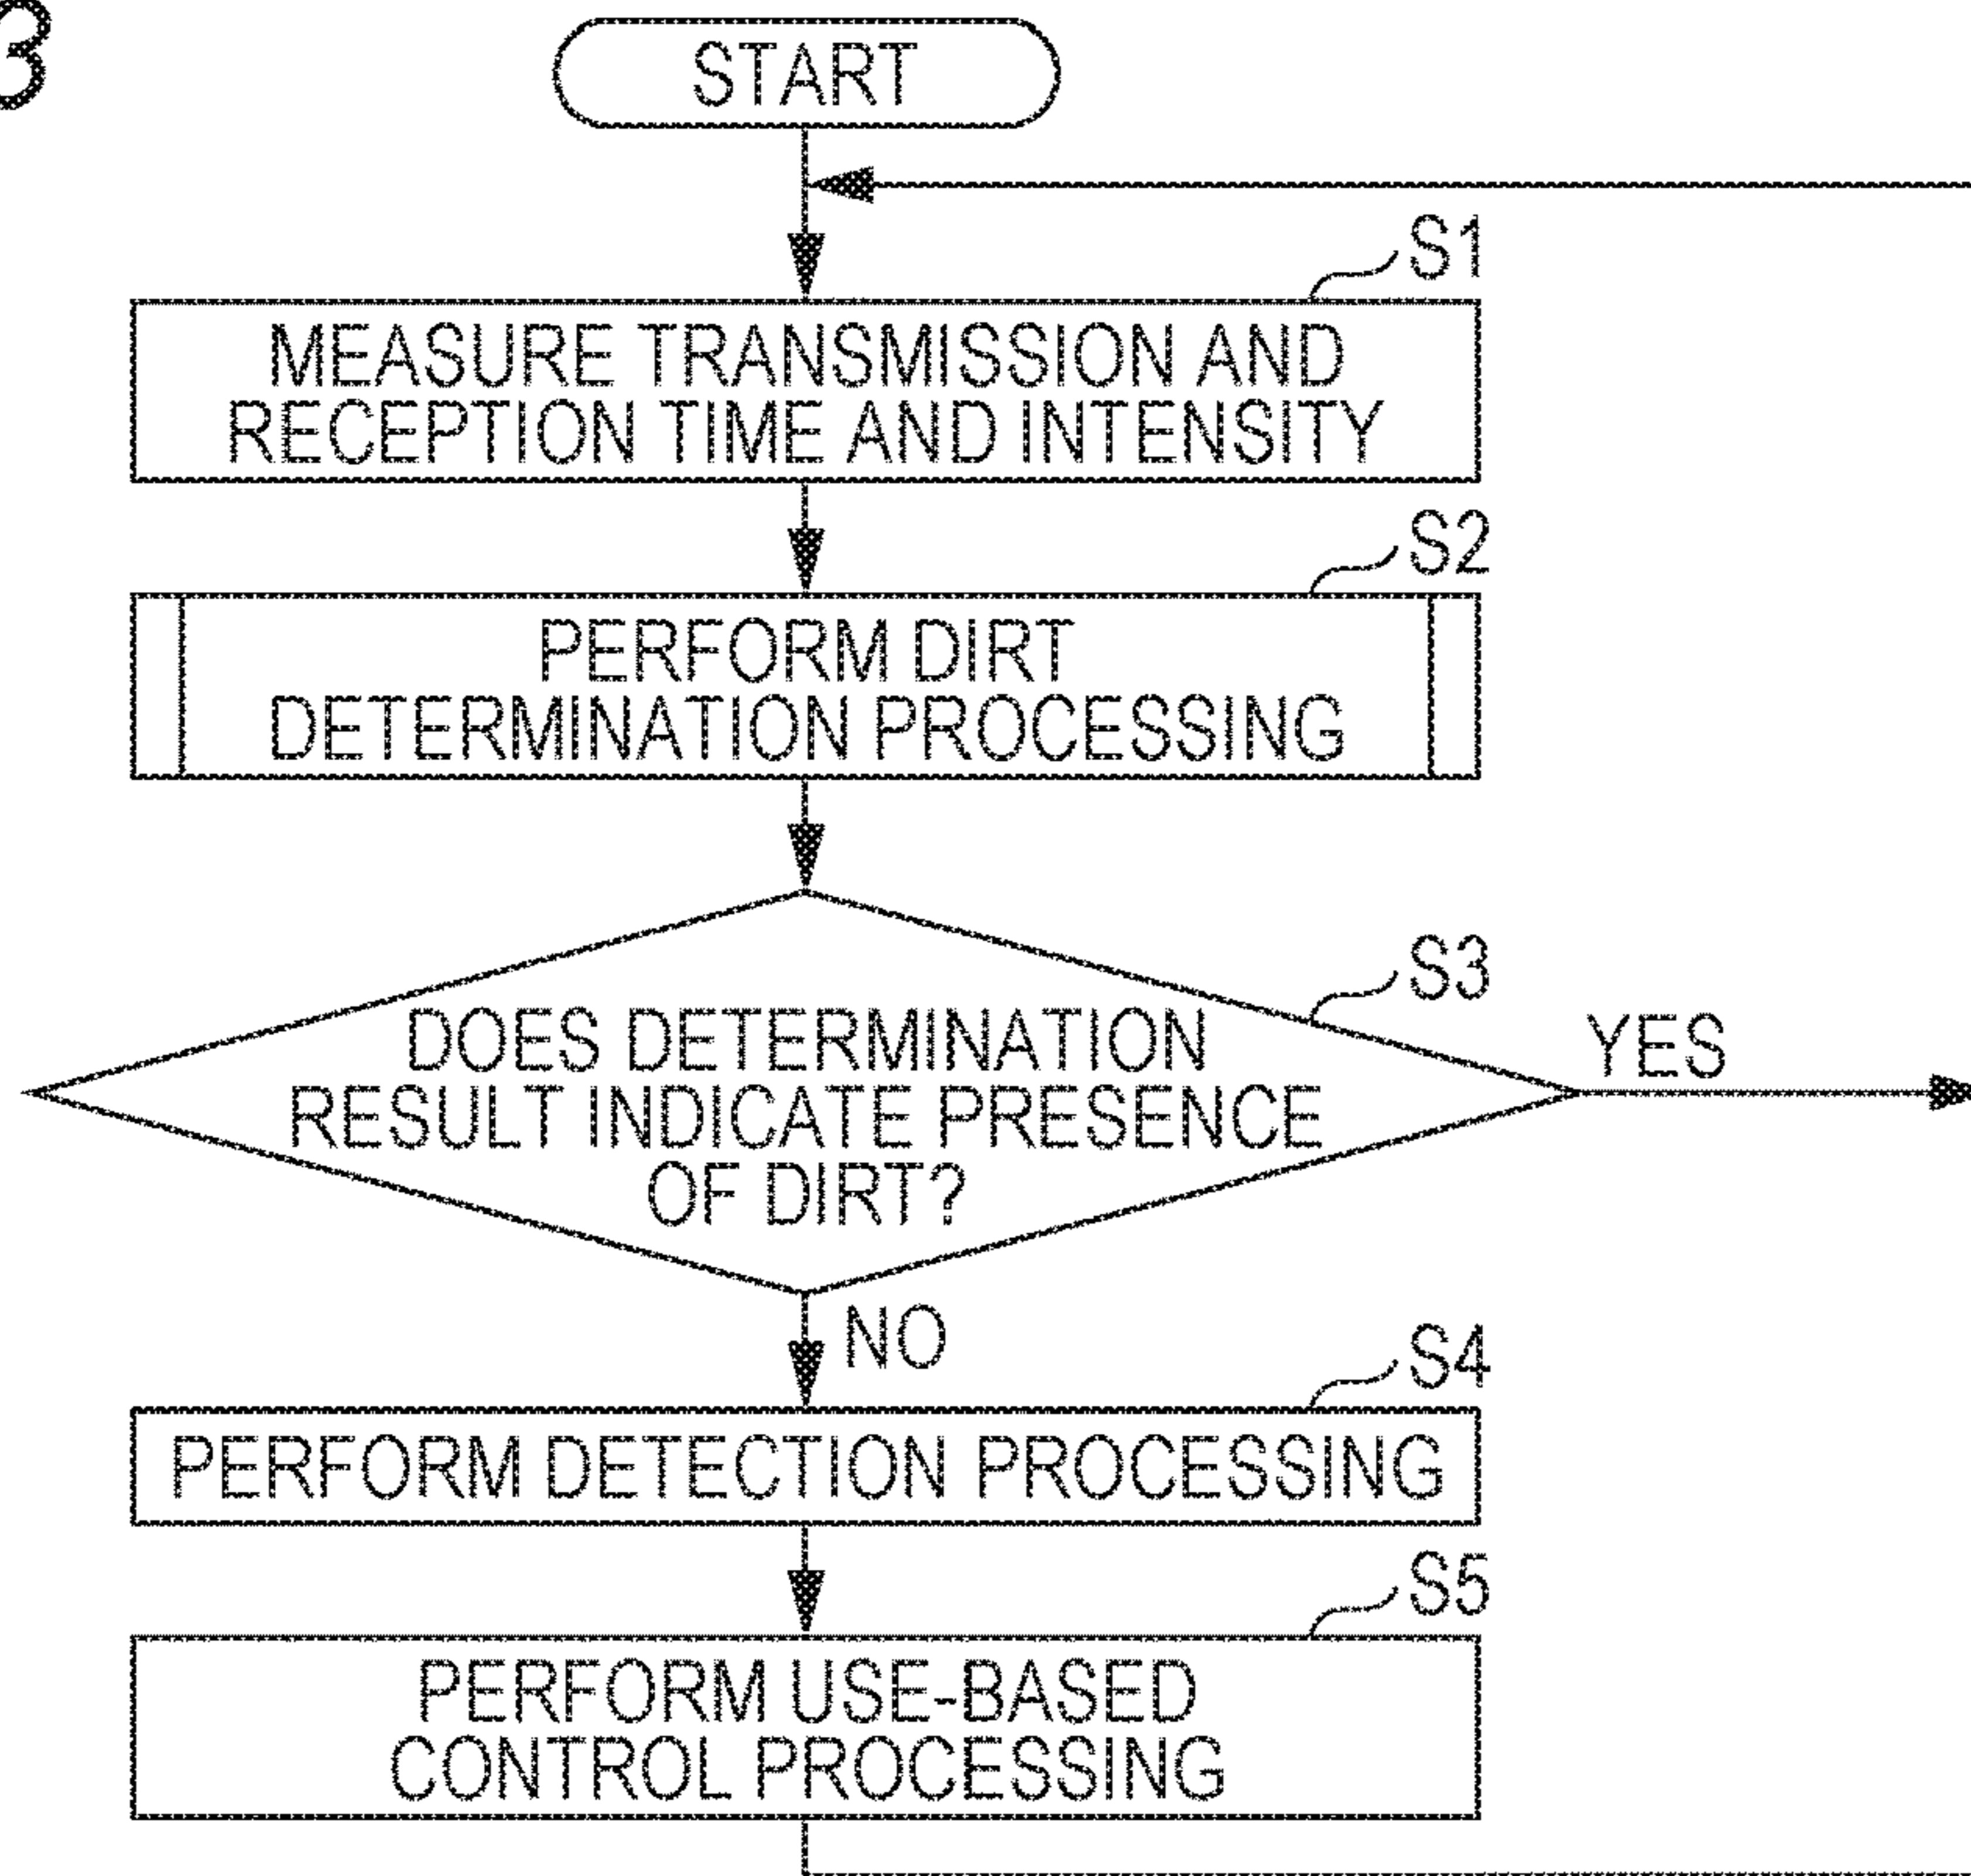 3
START
S1
MEASURE TRANSMISSION AND
RECEPTION TIME AND INTENSITY
S2
PERFORM DIRT
DETERMINATION PROCESSING
S3
DOES DETERMINATION
RESULT INDICATE PRESENCE
OF DIRT?
YES
NO
S4
PERFORM DETECTION PROCESSING
S5
PERFORM USE-BASED
CONTROL PROCESSING